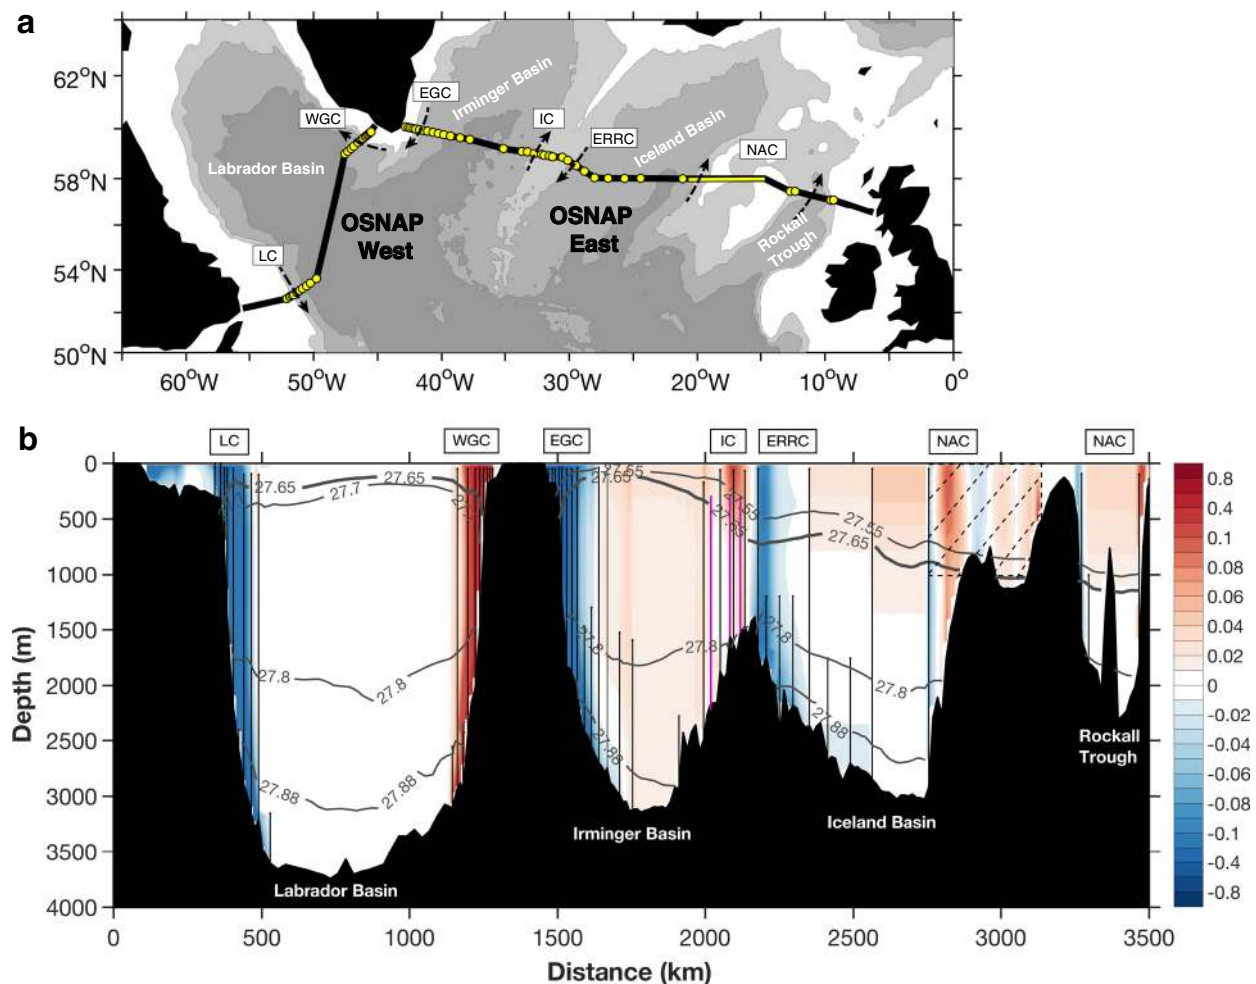 a
62°N
58°N
54°N
50°N
60°W
50°W
40°W
30°W
20°W
10°W
0°
EGC
WGC
IC
ERRC
NAC
LC
Irminger Basin
Iceland Basin
Labrador Basin
OSNAP
West
OSNAP
East
Rockall
Trough
b
LC
WGC
EGC
IC
ERRC
NAC
NAC
0
500
1000
1500
2000
2500
3000
3500
4000
Depth (m)
27.65
27.7
27.65
27.8
27.8
27.88
27.88
27.65
27.8
27.8
27.88
27.55
27.55
27.65
27.65
27.8
27.8
27.88
Labrador Basin
Irminger Basin
Iceland Basin
Rockall
Trough
0
500
1000
1500
2000
2500
3000
3500
Distance (km)
0.8
0.4
0.1
0.08
0.06
0.04
0.02
0
-0.02
-0.04
-0.06
-0.08
-0.1
-0.4
-0.8